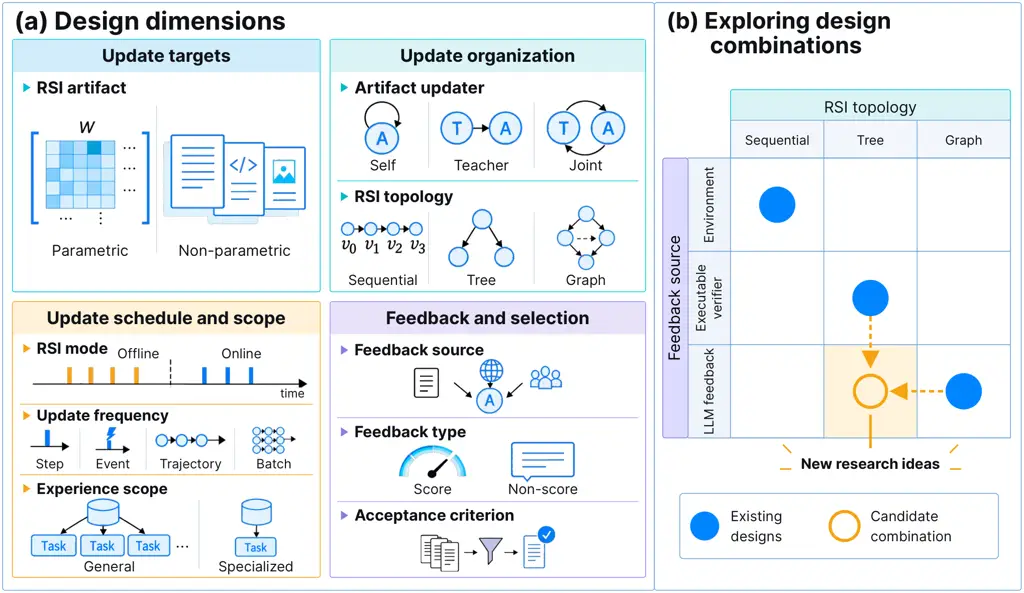 (a) Design dimensions
Update targets
RSI artifact
W
... ...
... ...
Parametric
</>
Non-parametric
Update organization
Artifact updater
A
T A
T A
Self
Teacher
Joint
RSI topology
v0 v1 v2 v3
Sequential
Tree
Graph
Update schedule and scope
RSI mode
Offline
Online
time
Update frequency
Step
Event
Trajectory
Batch
Experience scope
Task Task Task ...
Task
General
Specialized
Feedback and selection
Feedback source
A
Feedback type
Score
Non-score
Acceptance criterion
(b) Exploring design
combinations
RSI topology
Sequential
Tree
Graph
Feedback source
Environment
Executable
verifier
LLM feedback
New research ideas
Existing
designs
Candidate
combination